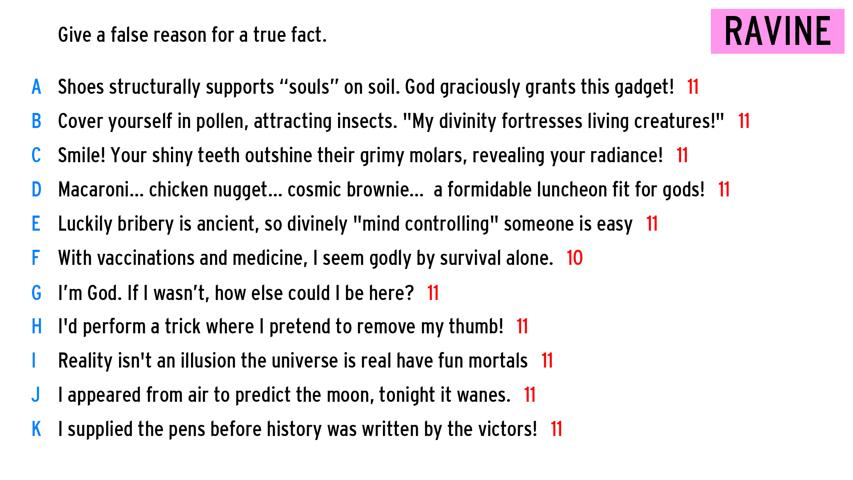 Give a false reason for a true fact.
RAVINE
A Shoes structurally supports “souls” on soil. God graciously grants this gadget! 11
B Cover yourself in pollen, attracting insects. "My divinity fortresses living creatures!" 11
C Smile! Your shiny teeth outshine their grimy molars, revealing your radiance! 11
D Macaroni... chicken nugget... cosmic brownie... a formidable luncheon fit for gods! 11
E Luckily bribery is ancient, so divinely "mind controlling" someone is easy 11
F With vaccinations and medicine, I seem godly by survival alone. 10
G I’m God. If I wasn’t, how else could I be here? 11
H I'd perform a trick where I pretend to remove my thumb! 11
I Reality isn't an illusion the universe is real have fun mortals 11
J I appeared from air to predict the moon, tonight it wanes. 11
K I supplied the pens before history was written by the victors! 11